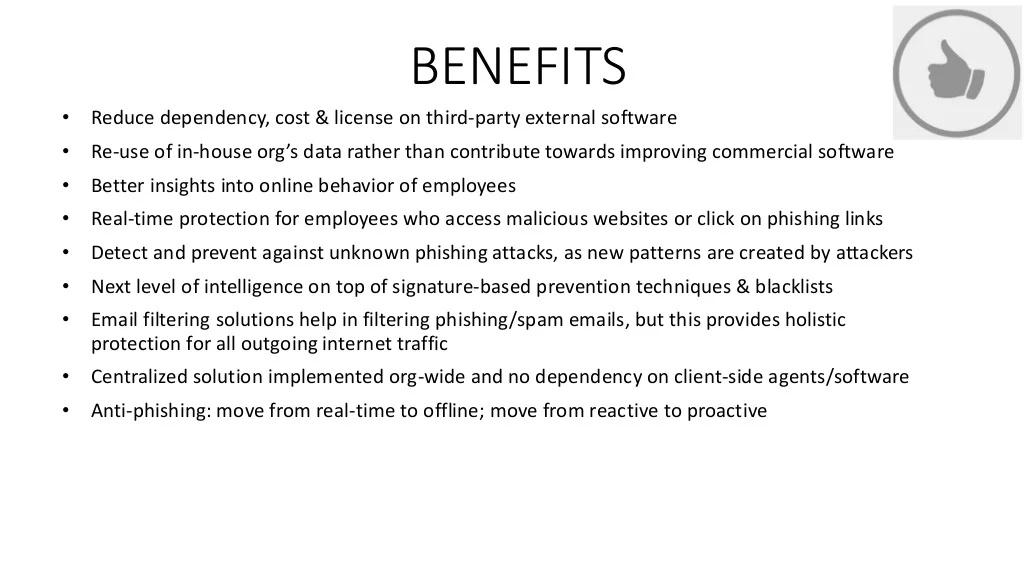 BENEFITS
• Reduce dependency, cost & license on third-party external software
• Re-use of in-house org’s data rather than contribute towards improving commercial software
• Better insights into online behavior of employees
• Real-time protection for employees who access malicious websites or click on phishing links
• Detect and prevent against unknown phishing attacks, as new patterns are created by attackers
• Next level of intelligence on top of signature-based prevention techniques & blacklists
• Email filtering solutions help in filtering phishing/spam emails, but this provides holistic
protection for all outgoing internet traffic
• Centralized solution implemented org-wide and no dependency on client-side agents/software
• Anti-phishing: move from real-time to offline; move from reactive to proactive